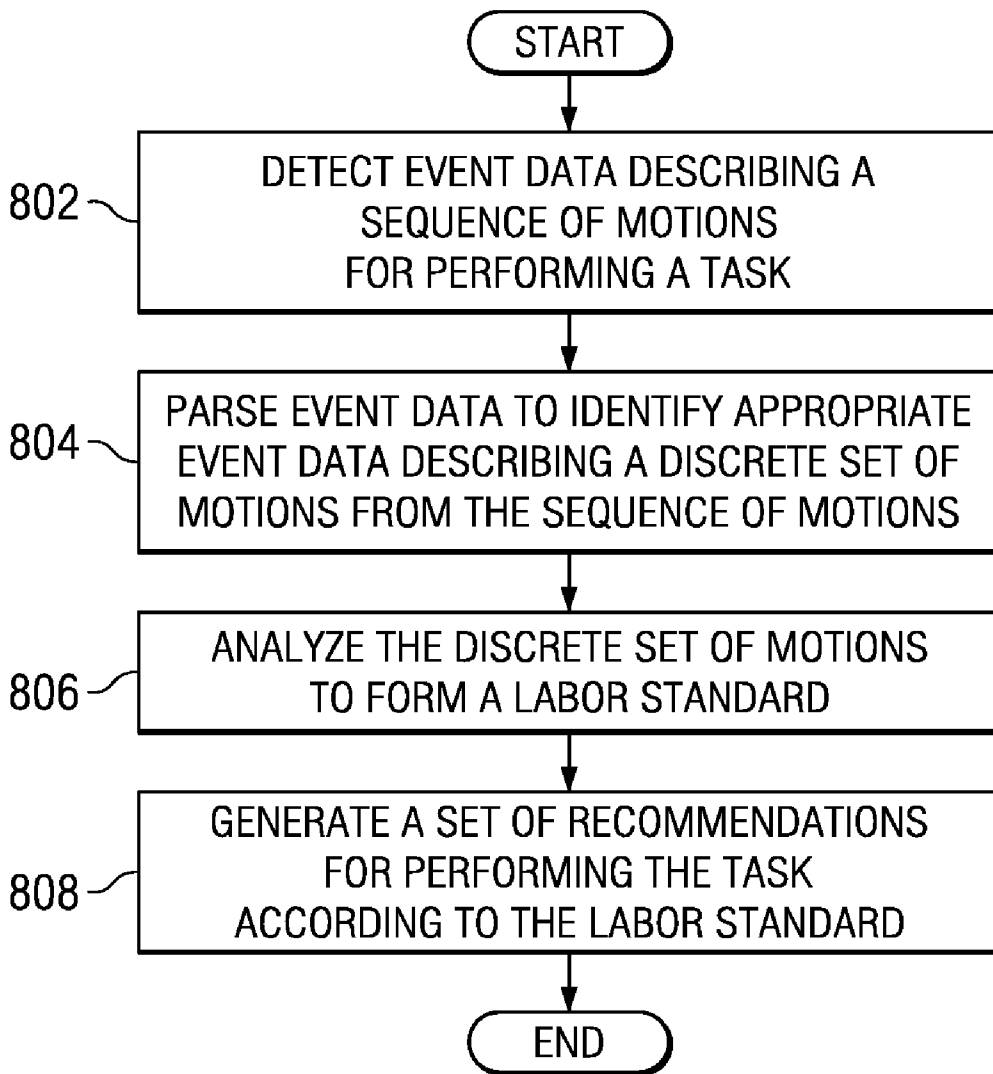 START
802
DETECT EVENT DATA DESCRIBING A
SEQUENCE OF MOTIONS
FOR PERFORMING A TASK
804
PARSE EVENT DATA TO IDENTIFY APPROPRIATE
EVENT DATA DESCRIBING A DISCRETE SET OF
MOTIONS FROM THE SEQUENCE OF MOTIONS
806
ANALYZE THE DISCRETE SET OF MOTIONS
TO FORM A LABOR STANDARD
808
GENERATE A SET OF RECOMMENDATIONS
FOR PERFORMING THE TASK
ACCORDING TO THE LABOR STANDARD
END